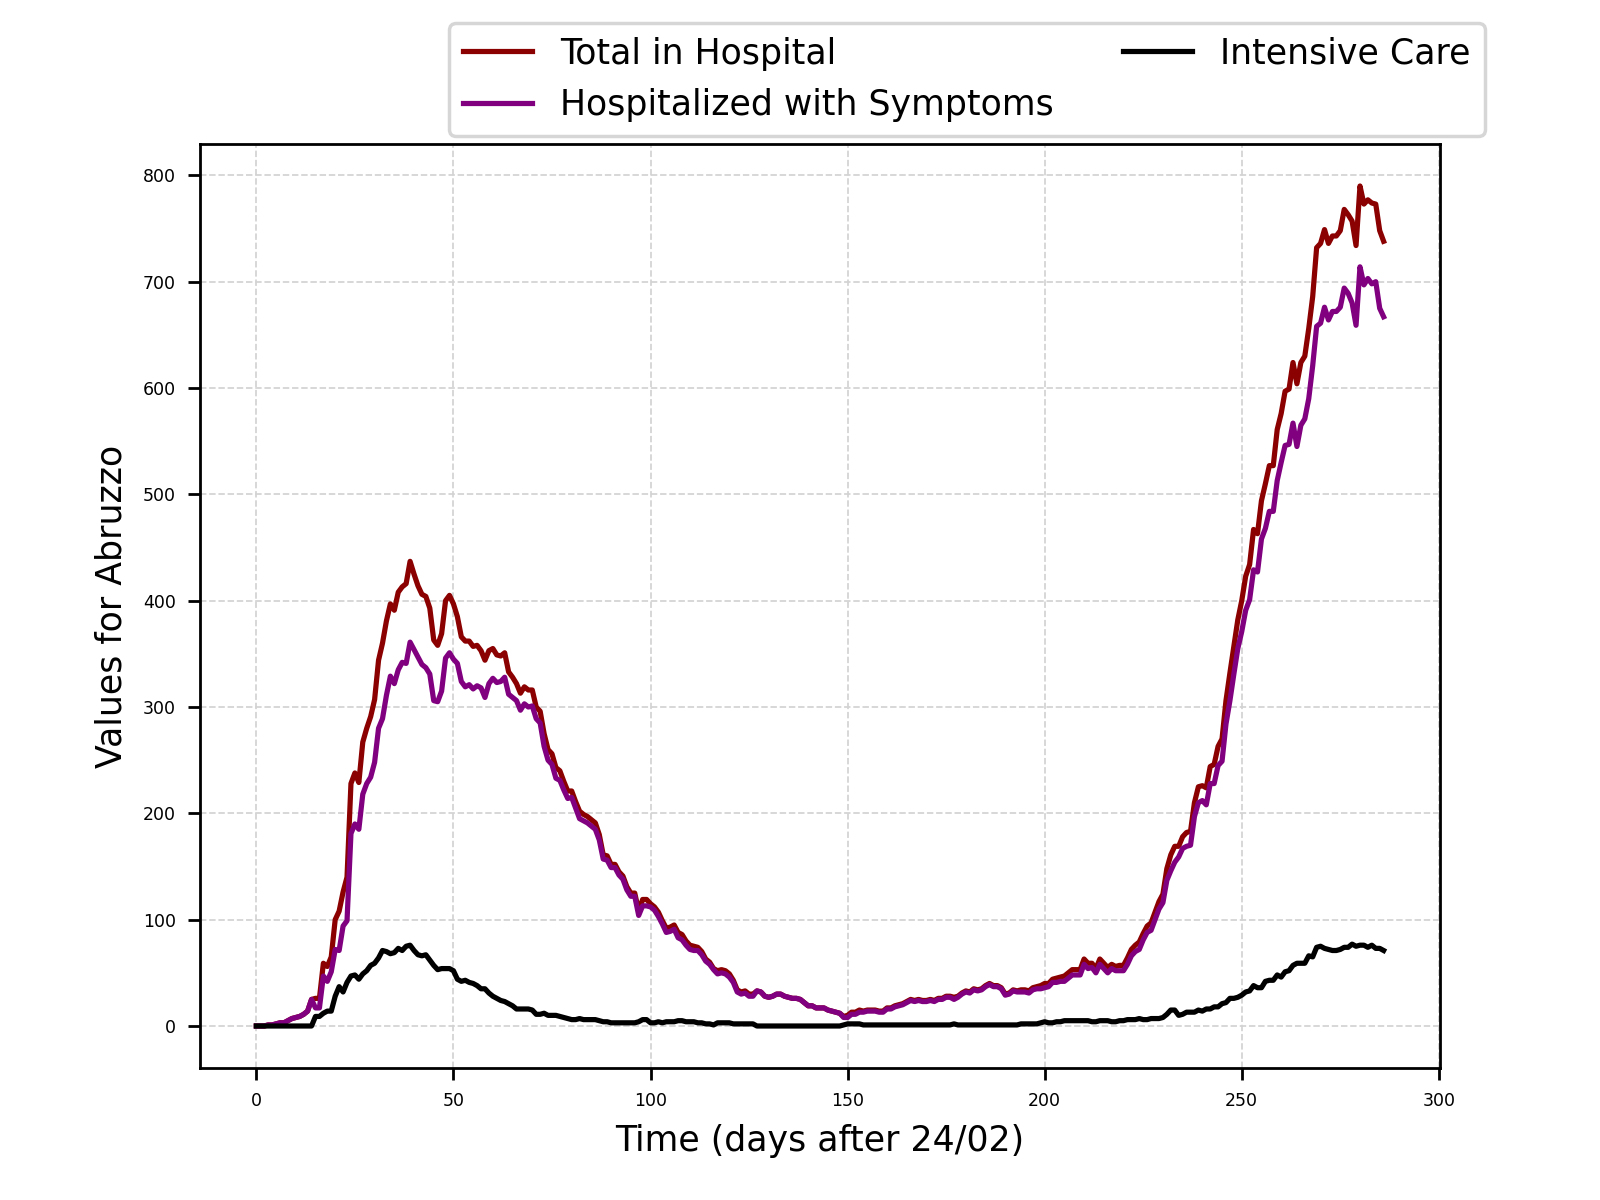 Total in Hospital
Hospitalized with Symptoms
Intensive Care
Values for Abruzzo
800
700
600
500
400
300
200
100
0
0 50 100 150 200 250 300
Time (days after 24/02)